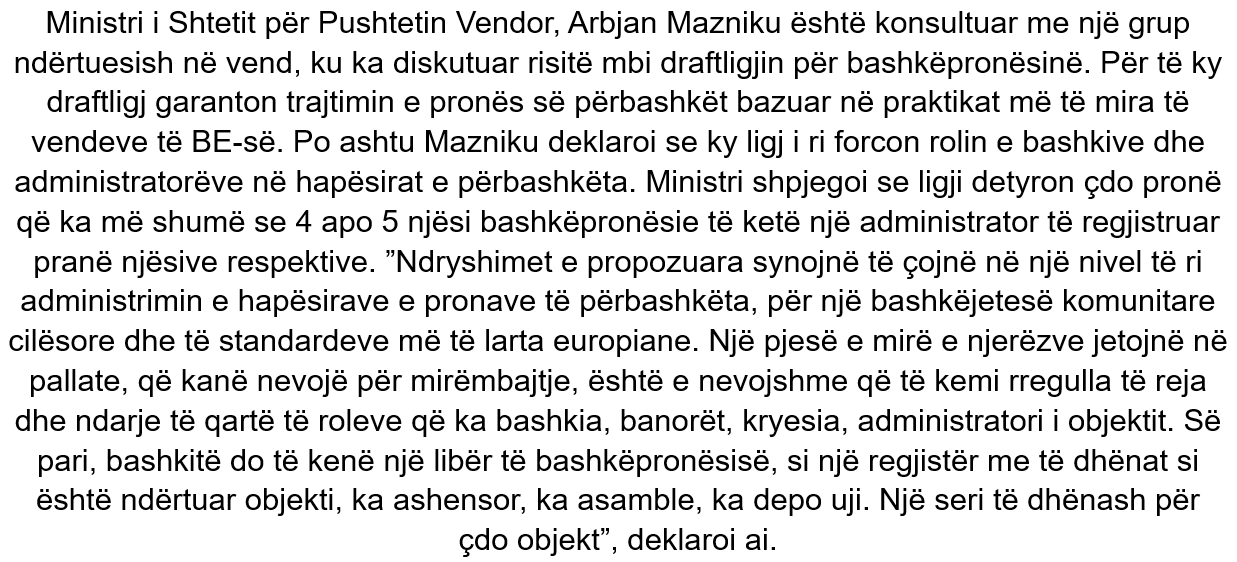 Ministri i Shtetit për Pushtetin Vendor, Arbjan Mazniku është konsultuar me një grup
ndërtuesish në vend, ku ka diskutuar risitë mbi draftligjin për bashkëpronësinë. Për të ky
draftligj garanton trajtimin e pronës së përbashkët bazuar në praktikat më të mira të
vendeve të BE-së. Po ashtu Mazniku deklaroi se ky ligj i ri forcon rolin e bashkive dhe
administratorëve në hapësirat e përbashkëta. Ministri shpjegoi se ligji detyron çdo pronë
që ka më shumë se 4 apo 5 njësi bashkëpronësie të ketë një administrator të regjistruar
pranë njësive respektive. ”Ndryshimet e propozuara synojnë të çojnë në një nivel të ri
administrimin e hapësirave e pronave të përbashkëta, për një bashkëjetesë komunitare
cilësore dhe të standardeve më të larta europiane. Një pjesë e mirë e njerëzve jetojnë në
pallate, që kanë nevojë për mirëmbajtje, është e nevojshme që të kemi rregulla të reja
dhe ndarje të qartë të roleve që ka bashkia, banorët, kryesia, administratori i objektit. Së
pari, bashkitë do të kenë një libër të bashkëpronësisë, si një regjistër me të dhënat si
është ndërtuar objekti, ka ashensor, ka asamble, ka depo uji. Një seri të dhënash për
çdo objekt”, deklaroi ai.